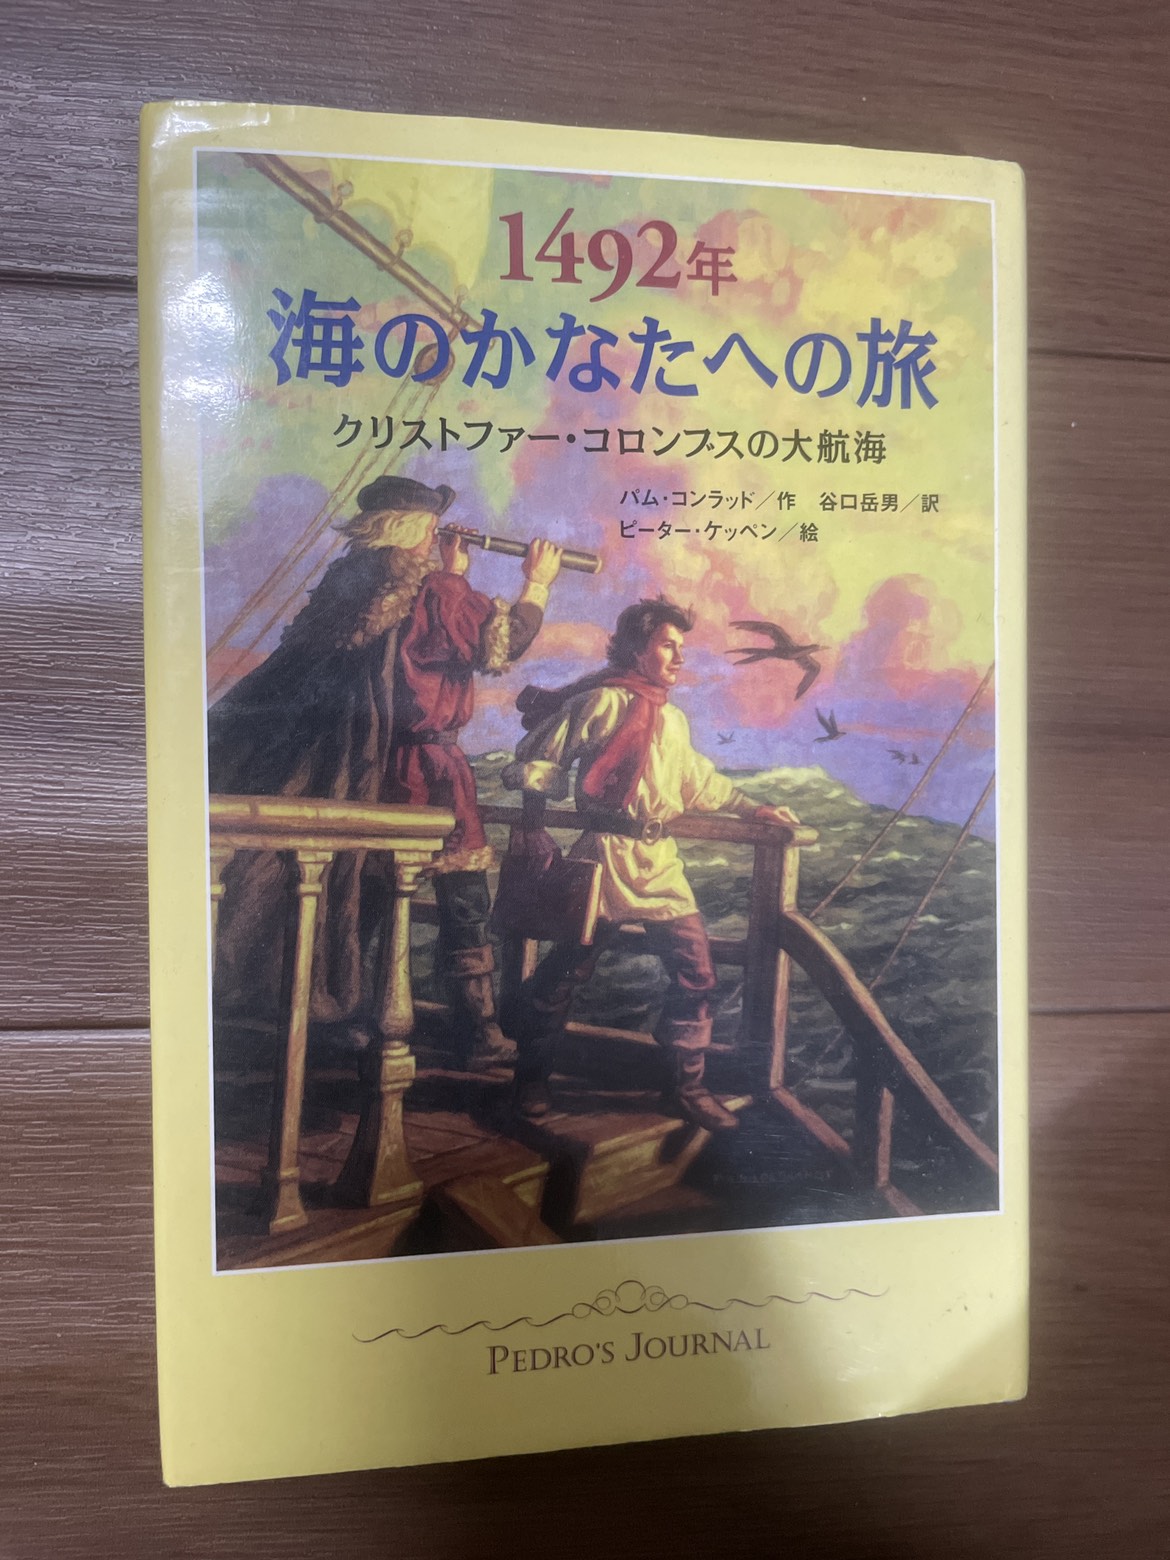 1492年
海のかなたへの旅
クリストファー・コロンブスの大航海
パム・コンラッド／作　谷口岳男／訳
ピーター・ケッペン／絵
PEDRO'S JOURNAL